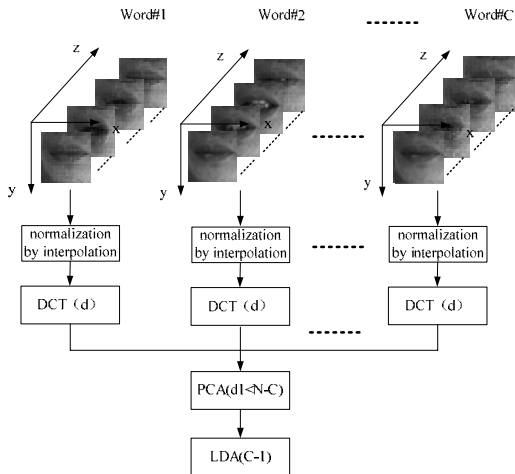 Word#1 Word#2 Word#C
z z z
x x x
y y y
normalization by interpolation normalization by interpolation normalization by interpolation
DCT（d） DCT（d） DCT（d）
PCA(d1<N-C)
LDA(C-1)